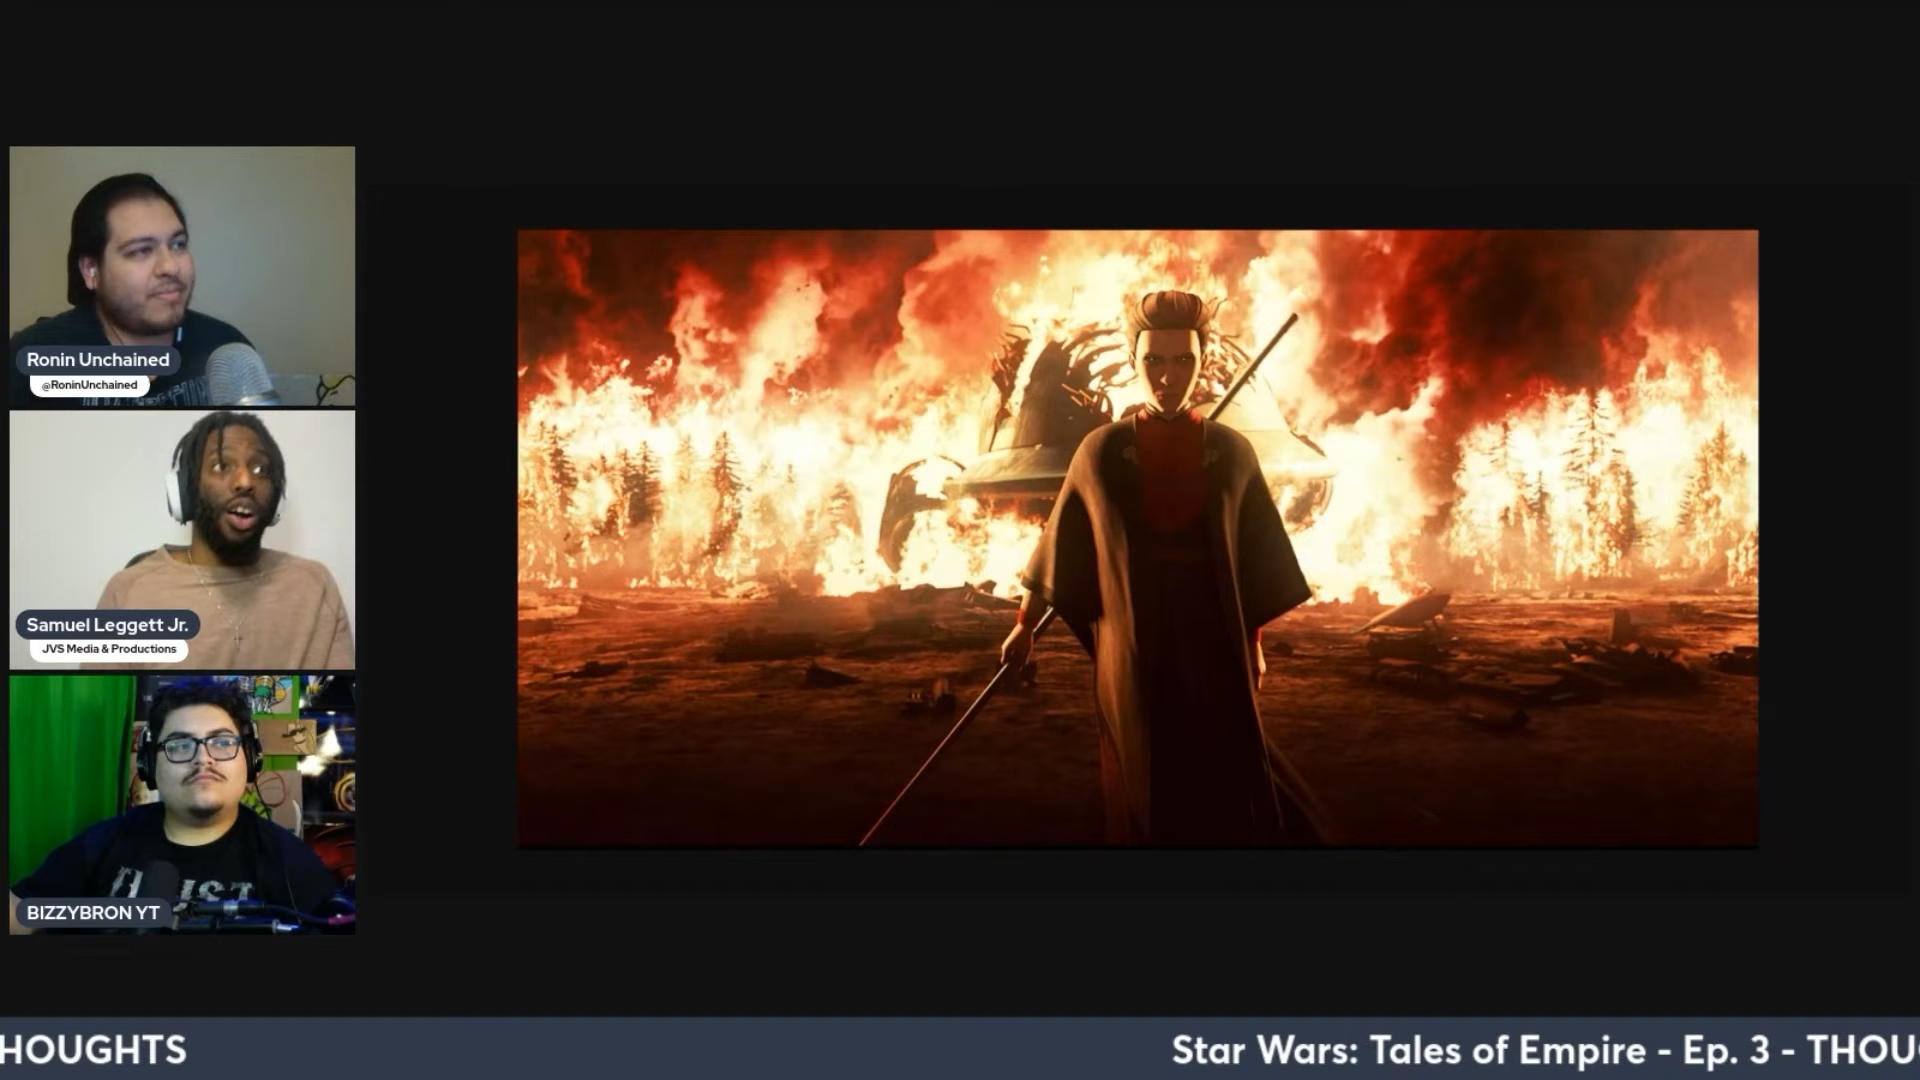 Ronin Unchained
@RoninUnchained
Samuel Leggett Jr.
JVS Media & Productions
BIZZYBRON YT
HOUGHTS
Star Wars: Tales of Empire - Ep. 3 - THOU